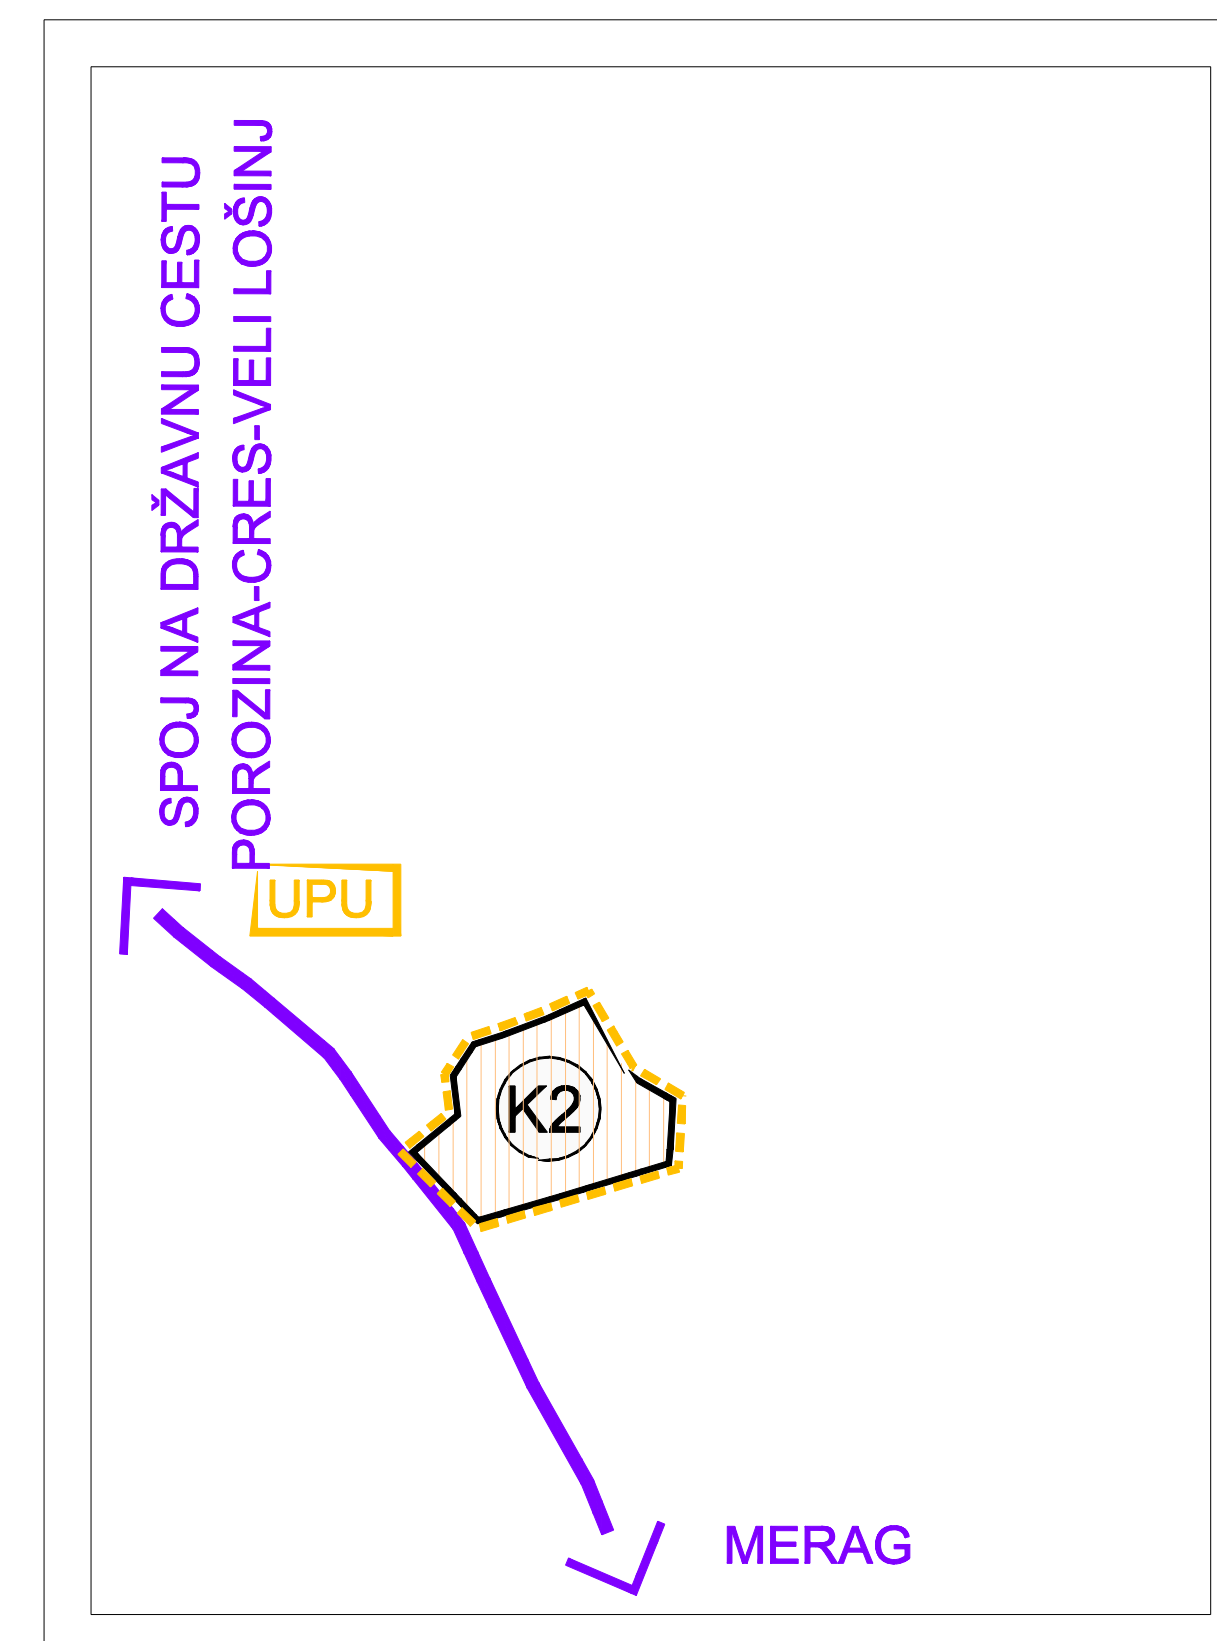 SPOJ NA DRŽAVNU CESTU
POROZINA-CRES-VELI LOŠINJ
UPU
K2
MERAG